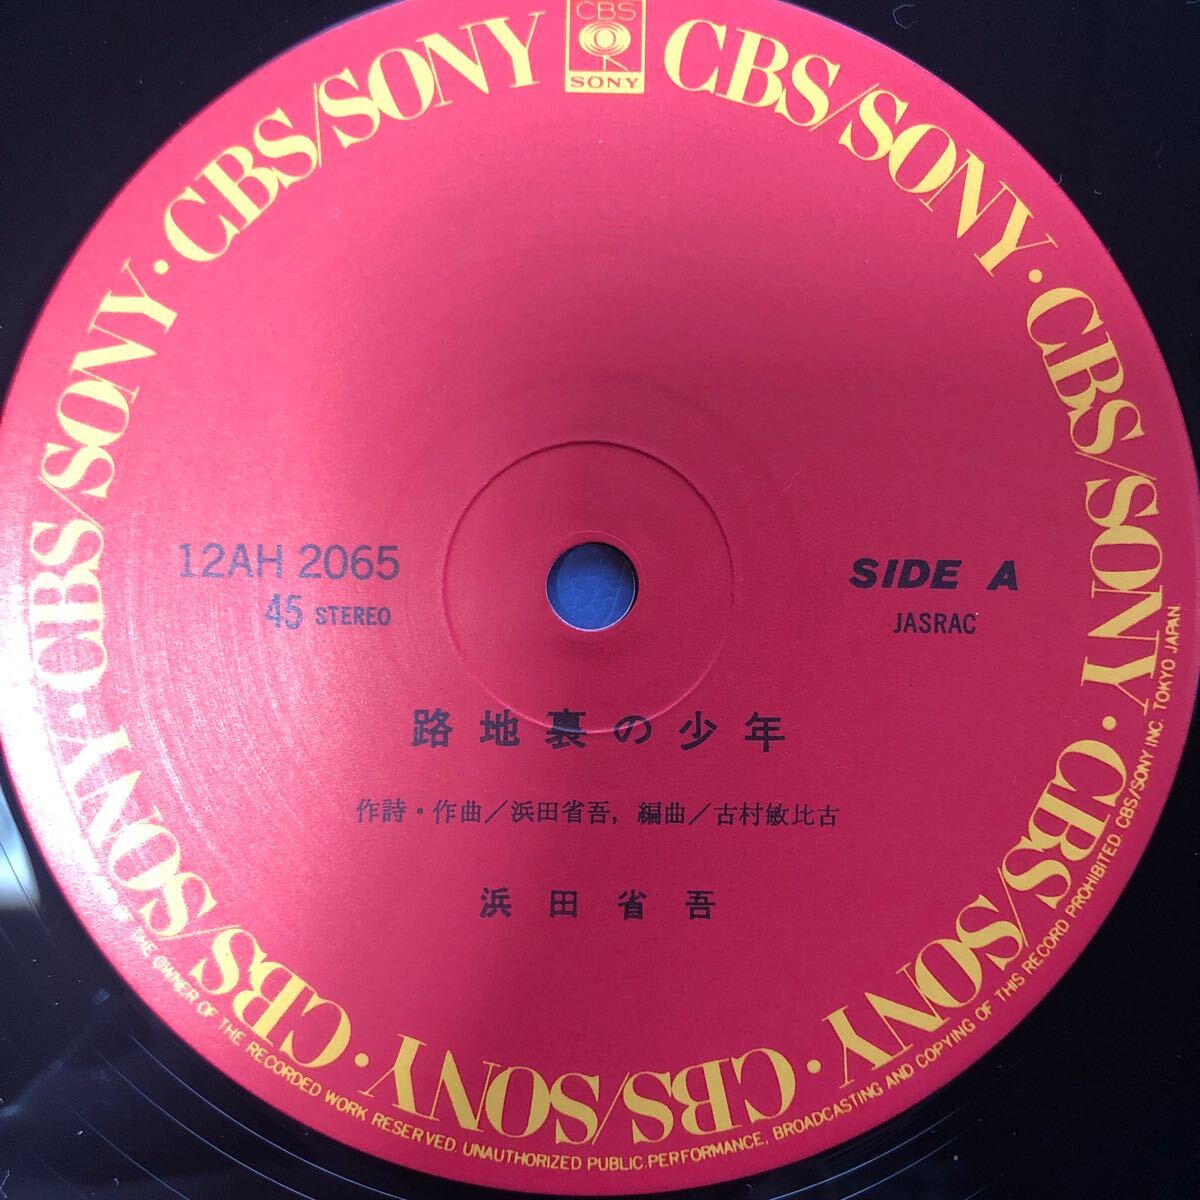 CBS
SONY
CBS/SONY · CBS/SONY · CBS/SONY · CBS/SONY · CBS/SONY · CBS/SONY · CBS/SONY · CBS/SONY · CBS/SONY
12AH 2065
45 STEREO
SIDE A
JASRAC
路地裏の少年
作詩・作曲／浜田省吾, 編曲／古村敏比古
浜田省吾
THE OWNER OF THE RECORDED WORK RESERVED. UNAUTHORIZED PUBLIC PERFORMANCE, BROADCASTING AND COPYING OF THIS RECORD PROHIBITED. CBS/SONY INC. TOKYO JAPAN.